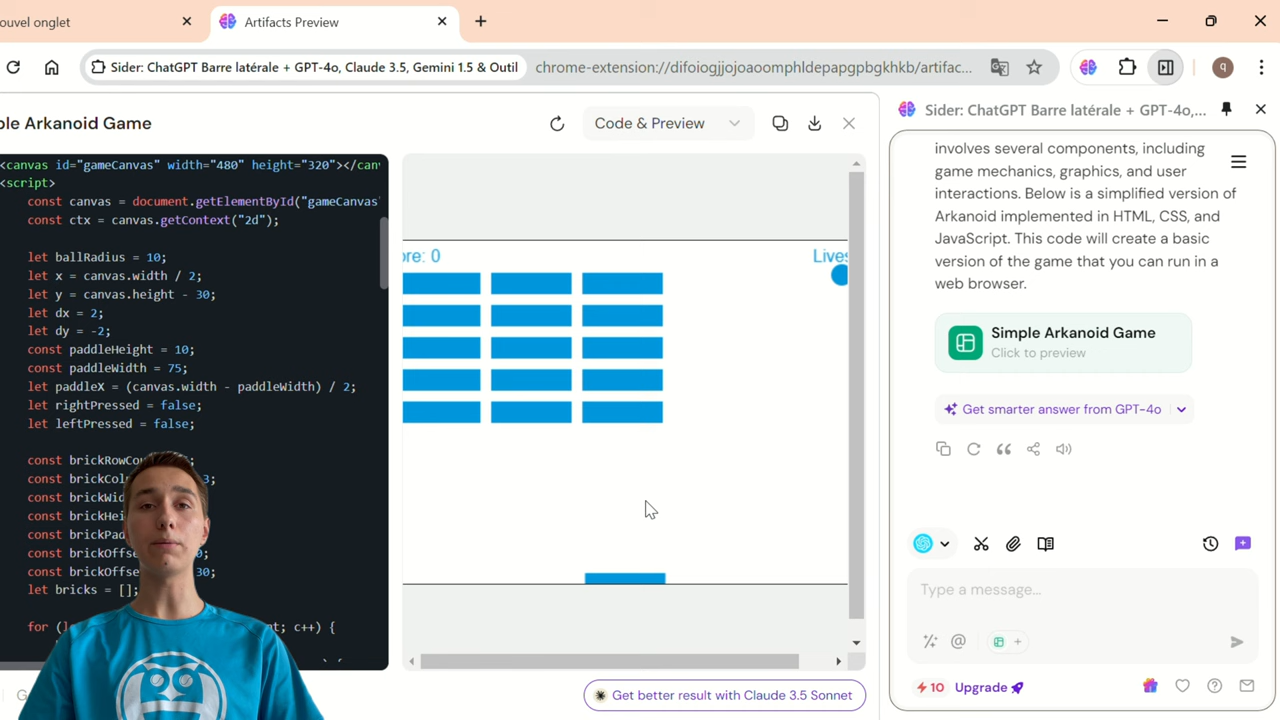 ouvel onglet
Artifacts Preview
Sider: ChatGPT Barre latérale + GPT-4o, Claude 3.5, Gemini 1.5 & Outil
chrome-extension://difoiogjjojoaoomphldepapgpbgkhkb/artifac...
q
ple Arkanoid Game
Code & Preview
<canvas id="gameCanvas" width="480" height="320"></can
<script>
const canvas = document.getElementById("gameCanvas
const ctx = canvas.getContext("2d");
let ballRadius = 10;
let x = canvas.width / 2;
let y = canvas.height - 30;
let dx = 2;
let dy = -2;
const paddleHeight = 10;
const paddleWidth = 75;
let paddleX = (canvas.width - paddleWidth) / 2;
let rightPressed = false;
let leftPressed = false;
const brickRowCou
const brickCol 3;
const brickWid
const brickHei
const brickPad
const brickOffse 0;
const brickOffse 30;
let bricks = [];
for (l t; c++) {
ore: 0
Lives
Get better result with Claude 3.5 Sonnet
Sider: ChatGPT Barre latérale + GPT-4o,...
involves several components, including
game mechanics, graphics, and user
interactions. Below is a simplified version of
Arkanoid implemented in HTML, CSS, and
JavaScript. This code will create a basic
version of the game that you can run in a
web browser.
Simple Arkanoid Game
Click to preview
Get smarter answer from GPT-4o
Type a message...
@
10 Upgrade